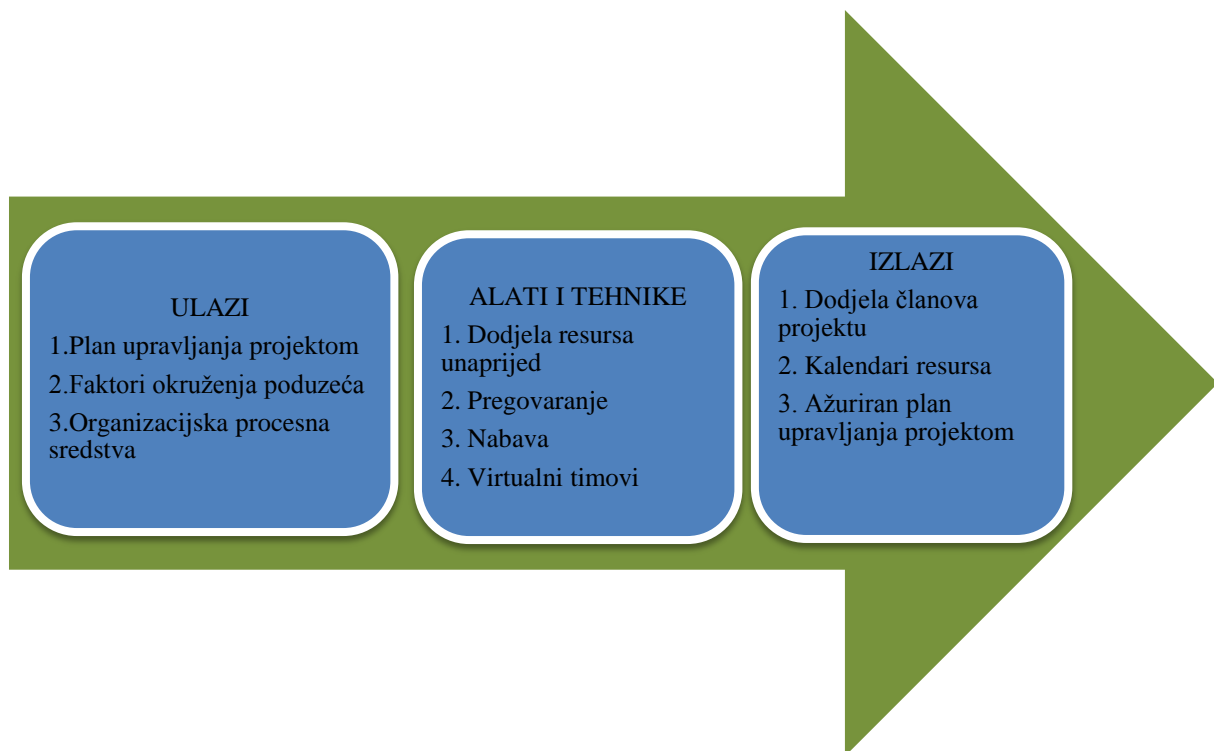 ULAZI
1.Plan upravljanja projektom
2.Faktori okruženja poduzeća
3.Organizacijska procesna
sredstva
ALATI I TEHNIKE
1. Dodjela resursa
unaprijed
2. Pregovaranje
3. Nabava
4. Virtualni timovi
IZLAZI
1. Dodjela članova
projektu
2. Kalendari resursa
3. Ažuriran plan
upravljanja projektom